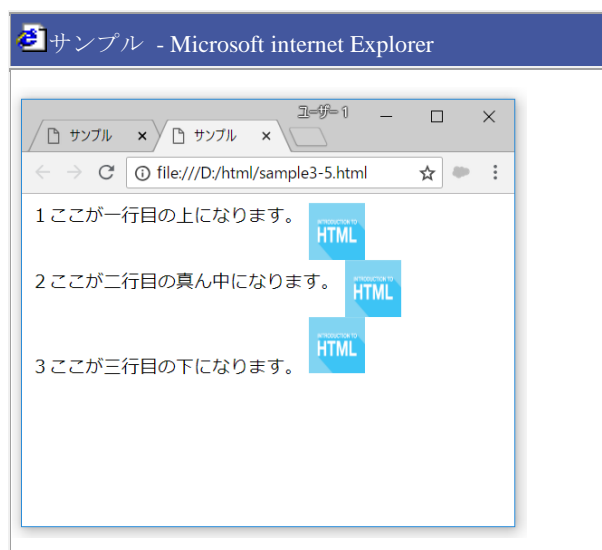 サンプル - Microsoft internet Explorer
ユーザー 1
サンプル
サンプル
file:///D:/html/sample3-5.html
１ここが一行目の上になります。
INTRODUCTION TO
HTML
２ここが二行目の真ん中になります。
INTRODUCTION TO
HTML
３ここが三行目の下になります。
INTRODUCTION TO
HTML